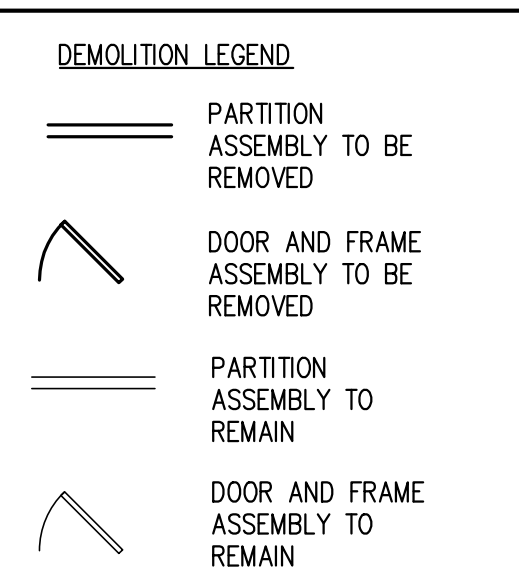 DEMOLITION LEGEND
PARTITION
ASSEMBLY TO BE
REMOVED
DOOR AND FRAME
ASSEMBLY TO BE
REMOVED
PARTITION
ASSEMBLY TO
REMAIN
DOOR AND FRAME
ASSEMBLY TO
REMAIN